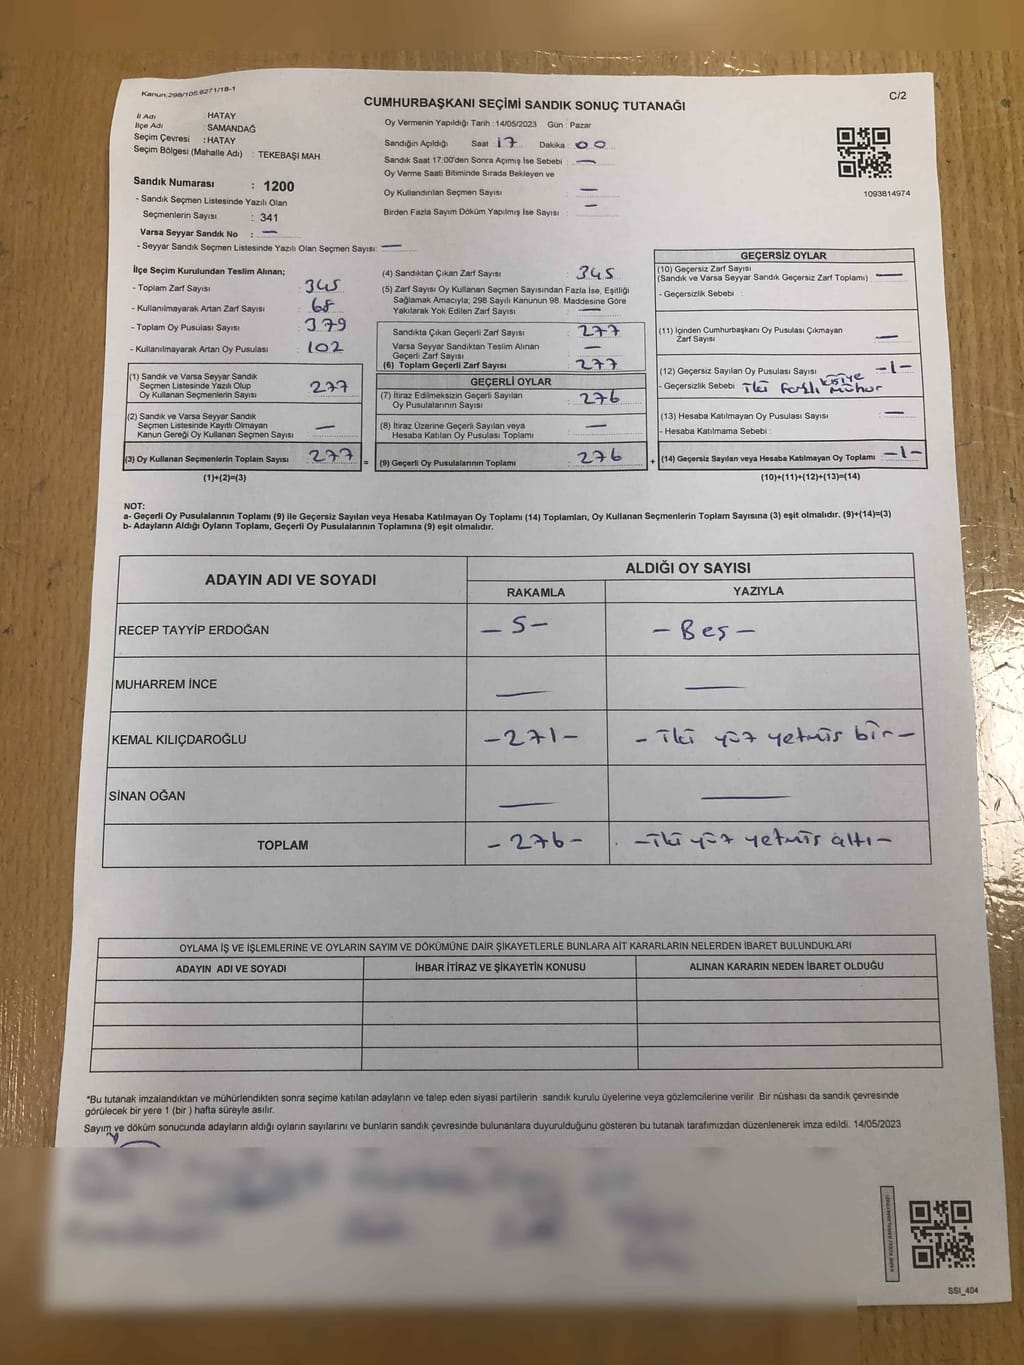 Kanun:298/105,6271/18-1
C/2
CUMHURBAŞKANI SEÇİMİ SANDIK SONUÇ TUTANAĞI
İl Adı : HATAY
İlçe Adı : SAMANDAĞ
Seçim Çevresi : HATAY
Seçim Bölgesi (Mahalle Adı) : TEKEBAŞI MAH.
Sandık Numarası : 1200
- Sandık Seçmen Listesinde Yazılı Olan
Seçmenlerin Sayısı : 341
Varsa Seyyar Sandık No : —
- Seyyar Sandık Seçmen Listesinde Yazılı Olan Seçmen Sayısı: —
Oy Vermenin Yapıldığı Tarih :14/05/2023 Gün : Pazar
Sandığın Açıldığı Saat : 17 Dakika : 00
Sandık Saat 17:00'den Sonra Açımış İse Sebebi : —
Oy Verme Saati Bitiminde Sırada Bekleyen ve
Oy Kullandırılan Seçmen Sayısı : —
Birden Fazla Sayım Döküm Yapılmış İse Sayısı : —
1093814974
İlçe Seçim Kurulundan Teslim Alınan;
- Toplam Zarf Sayısı : 345
- Kullanılmayarak Artan Zarf Sayısı : 68
- Toplam Oy Pusulası Sayısı : 379
- Kullanılmayarak Artan Oy Pusulası : 102
(1) Sandık ve Varsa Seyyar Sandık
Seçmen Listesinde Yazılı Olup
Oy Kullanan Seçmenlerin Sayısı : 277
(2) Sandık ve Varsa Seyyar Sandık
Seçmen Listesinde Kayıtlı Olmayan
Kanun Gereği Oy Kullanan Seçmen Sayısı : —
(3) Oy Kullanan Seçmenlerin Toplam Sayısı : 277
(1)+(2)=(3)
(4) Sandıktan Çıkan Zarf Sayısı : 345
(5) Zarf Sayısı Oy Kullanan Seçmen Sayısından Fazla İse, Eşitliği
Sağlamak Amacıyla; 298 Sayılı Kanunun 98. Maddesine Göre
Yakılarak Yok Edilen Zarf Sayısı : —
Sandıkta Çıkan Geçerli Zarf Sayısı : 277
Varsa Seyyar Sandıktan Teslim Alınan
Geçerli Zarf Sayısı : —
(6) Toplam Geçerli Zarf Sayısı : 277
GEÇERLİ OYLAR
(7) İtiraz Edilmeksizin Geçerli Sayılan
Oy Pusulalarının Sayısı : 276
(8) İtiraz Üzerine Geçerli Sayılan veya
Hesaba Katılan Oy Pusulası Toplamı : —
= (9) Geçerli Oy Pusulalarının Toplamı : 276
GEÇERSİZ OYLAR
(10) Geçersiz Zarf Sayısı
(Sandık ve Varsa Seyyar Sandık Geçersiz Zarf Toplamı) : —
- Geçersizlik Sebebi :
(11) İçinden Cumhurbaşkanı Oy Pusulası Çıkmayan
Zarf Sayısı : —
(12) Geçersiz Sayılan Oy Pusulası Sayısı : -1-
- Geçersizlik Sebebi : İki farklı kişiye mühür
(13) Hesaba Katılmayan Oy Pusulası Sayısı : —
- Hesaba Katılmama Sebebi :
+ (14) Geçersiz Sayılan veya Hesaba Katılmayan Oy Toplamı : -1-
(10)+(11)+(12)+(13)=(14)
NOT:
a- Geçerli Oy Pusulalarının Toplamı (9) ile Geçersiz Sayılan veya Hesaba Katılmayan Oy Toplamı (14) Toplamları, Oy Kullanan Seçmenlerin Toplam Sayısına (3) eşit olmalıdır. (9)+(14)=(3)
b- Adayların Aldığı Oyların Toplamı, Geçerli Oy Pusulalarının Toplamına (9) eşit olmalıdır.
ADAYIN ADI VE SOYADI
ALDIĞI OY SAYISI
RAKAMLA YAZIYLA
RECEP TAYYİP ERDOĞAN -5- - Beş -
MUHARREM İNCE — —
KEMAL KILIÇDAROĞLU -271- - iki yüz yetmiş bir -
SİNAN OĞAN — —
TOPLAM -276- - iki yüz yetmiş altı -
OYLAMA İŞ VE İŞLEMLERİNE VE OYLARIN SAYIM VE DÖKÜMÜNE DAİR ŞİKAYETLERLE BUNLARA AİT KARARLARIN NELERDEN İBARET BULUNDUKLARI
ADAYIN ADI VE SOYADI İHBAR İTİRAZ VE ŞİKAYETİN KONUSU ALINAN KARARIN NEDEN İBARET OLDUĞU
*Bu tutanak imzalandıktan ve mühürlendikten sonra seçime katılan adayların ve talep eden siyasi partilerin sandık kurulu üyelerine veya gözlemcilerine verilir .Bir nüshası da sandık çevresinde
görülecek bir yere 1 (bir ) hafta süreyle asılır.
Sayım ve döküm sonucunda adayların aldığı oyların sayılarını ve bunların sandık çevresinde bulunanlara duyurulduğunu gösteren bu tutanak tarafımızdan düzenlenerek imza edildi. 14/05/2023
SSI_404